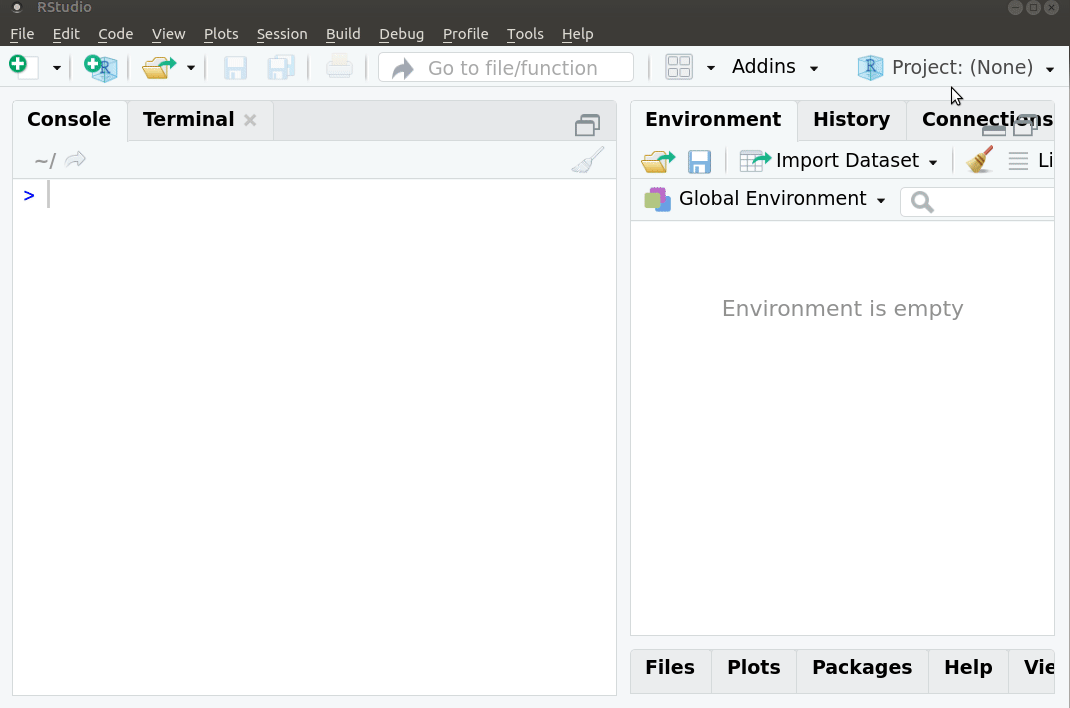 RStudio
File Edit Code View Plots Session Build Debug Profile Tools Help
Go to file/function Addins R Project: (None)
Console Terminal
Environment History Connections
~/
Import Dataset Li
Global Environment
>
Environment is empty
Files Plots Packages Help Vie